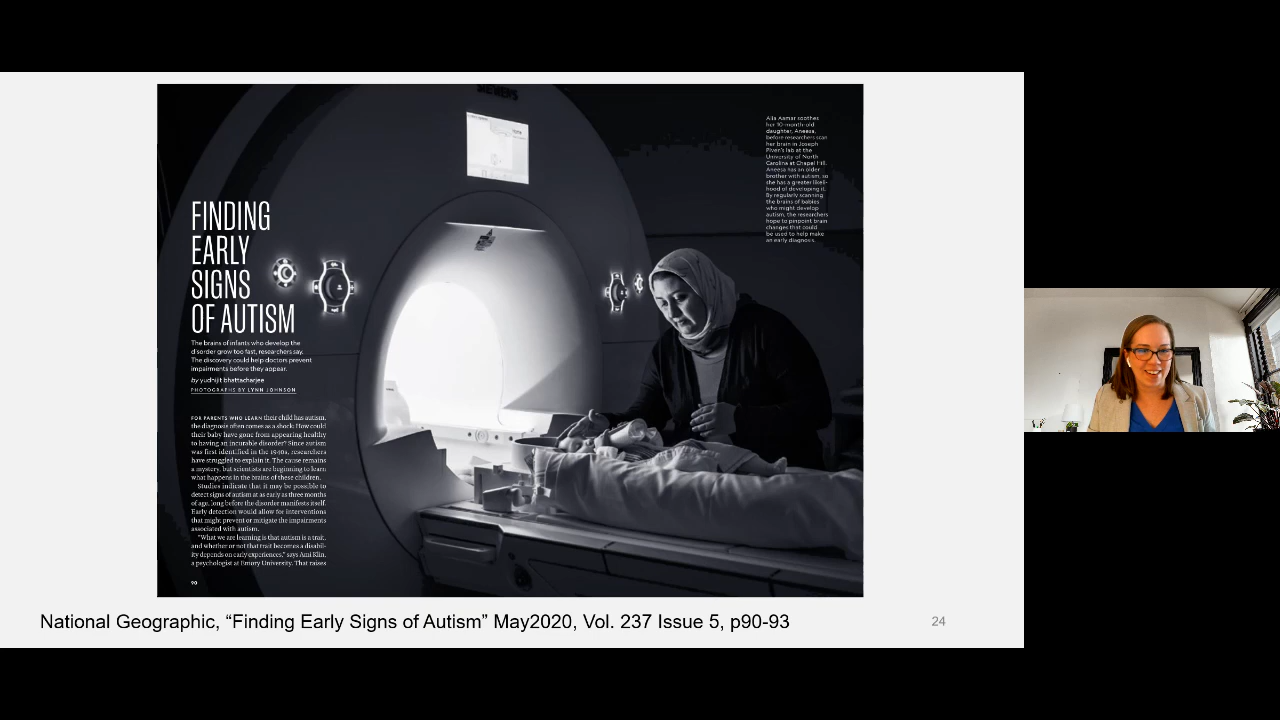 SIEMENS
Alia Aamar soothes
her 10-month-old
daughter, Aneesa,
before researchers scan
her brain in Joseph
Piven's lab at the
University of North
Carolina at Chapel Hill.
Aneesa has an older
brother with autism, so
she has a greater likeli-
hood of developing it.
By regularly scanning
the brains of babies
who might develop
autism, the researchers
hope to pinpoint brain
changes that could
be used to help make
an early diagnosis.
FINDING
EARLY
SIGNS
OF AUTISM
The brains of infants who develop the
disorder grow too fast, researchers say.
The discovery could help doctors prevent
impairments before they appear.
by yudhijit bhattacharjee
PHOTOGRAPHS BY LYNN JOHNSON
FOR PARENTS WHO LEARN their child has autism,
the diagnosis often comes as a shock: How could
their baby have gone from appearing healthy
to having an incurable disorder? Since autism
was first identified in the 1940s, researchers
have struggled to explain it. The cause remains
a mystery, but scientists are beginning to learn
what happens in the brains of these children.
Studies indicate that it may be possible to
detect signs of autism at as early as three months
of age, long before the disorder manifests itself.
Early detection would allow for interventions
that might prevent or mitigate the impairments
associated with autism.
"What we are learning is that autism is a trait,
and whether or not that trait becomes a disabil-
ity depends on early experiences," says Ami Klin,
a psychologist at Emory University. That raises
90
National Geographic, “Finding Early Signs of Autism” May2020, Vol. 237 Issue 5, p90-93
24